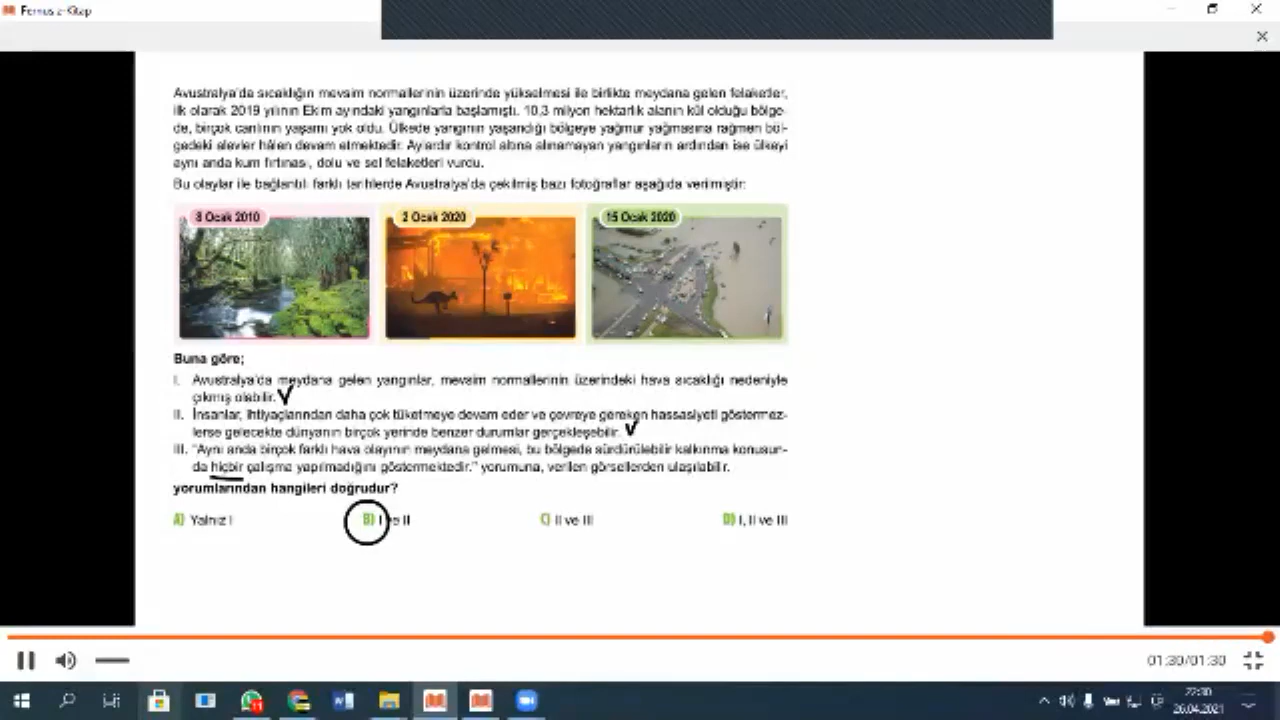 Fernus z-Kitap
Avustralya'da sıcaklığın mevsim normallerinin üzerinde yükselmesi ile birlikte meydana gelen felaketler,
ilk olarak 2019 yılının Ekim ayındaki yangınlarla başlamıştı. 10,3 milyon hektarlık alanın kül olduğu bölge-
de, birçok canlının yaşamı yok oldu. Ülkede yangının yaşandığı bölgeye yağmur yağmasına rağmen böl-
gedeki alevler hâlen devam etmektedir. Aylardır kontrol altına alınamayan yangınların ardından ise ülkeyi
aynı anda kum fırtınası, dolu ve sel felaketleri vurdu.
Bu olaylar ile bağlantılı farklı tarihlerde Avustralya'da çekilmiş bazı fotoğraflar aşağıda verilmiştir:
8 Ocak 2010
2 Ocak 2020
15 Ocak 2020
Buna göre;
I. Avustralya'da meydana gelen yangınlar, mevsim normallerinin üzerindeki hava sıcaklığı nedeniyle
çıkmış olabilir.
II. İnsanlar, ihtiyaçlarından daha çok tüketmeye devam eder ve çevreye gereken hassasiyeti göstermez-
lerse gelecekte dünyanın birçok yerinde benzer durumlar gerçekleşebilir.
III. "Aynı anda birçok farklı hava olayının meydana gelmesi, bu bölgede sürdürülebilir kalkınma konusun-
da hiçbir çalışma yapılmadığını göstermektedir." yorumuna, verilen görsellerden ulaşılabilir.
yorumlarından hangileri doğrudur?
A) Yalnız I
B) I ve II
C) II ve III
D) I, II ve III
01:30/01:30
22:30
26.04.2021